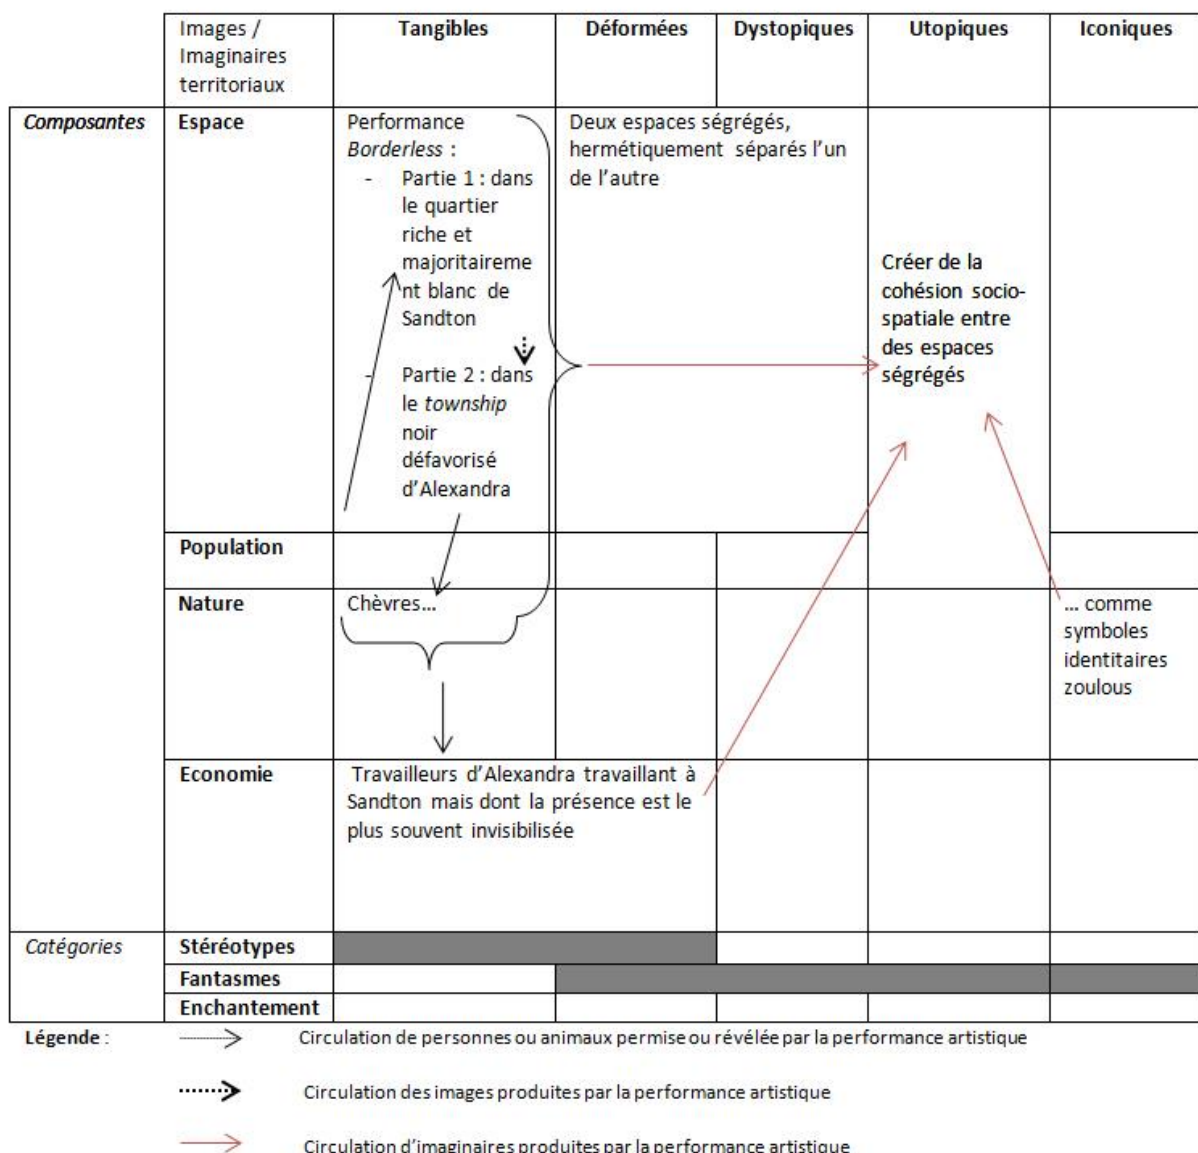 Images /
Imaginaires
territoriaux
Tangibles
Déformées
Dystopiques
Utopiques
Iconiques
Composantes
Espace
Performance
Borderless :
- Partie 1 : dans
le quartier
riche et
majoritaireme
nt blanc de
Sandton
- Partie 2 : dans
le township
noir
défavorisé
d'Alexandra
Deux espaces ségrégés,
hermétiquement séparés l'un
de l'autre
Créer de la
cohésion socio-
spatiale entre
des espaces
ségrégés
Population
Nature
Chèvres...
... comme
symboles
identitaires
zoulous
Economie
Travailleurs d'Alexandra travaillant à
Sandton mais dont la présence est le
plus souvent invisibilisée
Catégories
Stéréotypes
Fantasmes
Enchantement
Légende :
Circulation de personnes ou animaux permise ou révélée par la performance artistique
Circulation des images produites par la performance artistique
Circulation d'imaginaires produites par la performance artistique